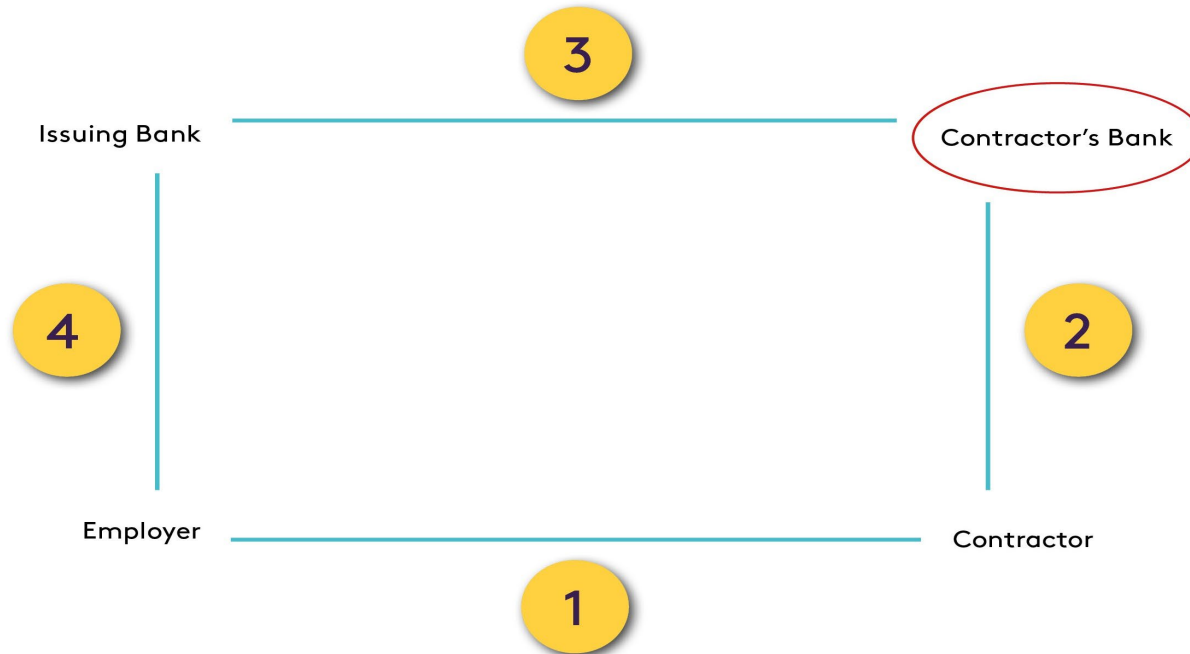 3
Issuing Bank
Contractor’s Bank
4
2
Employer
Contractor
1